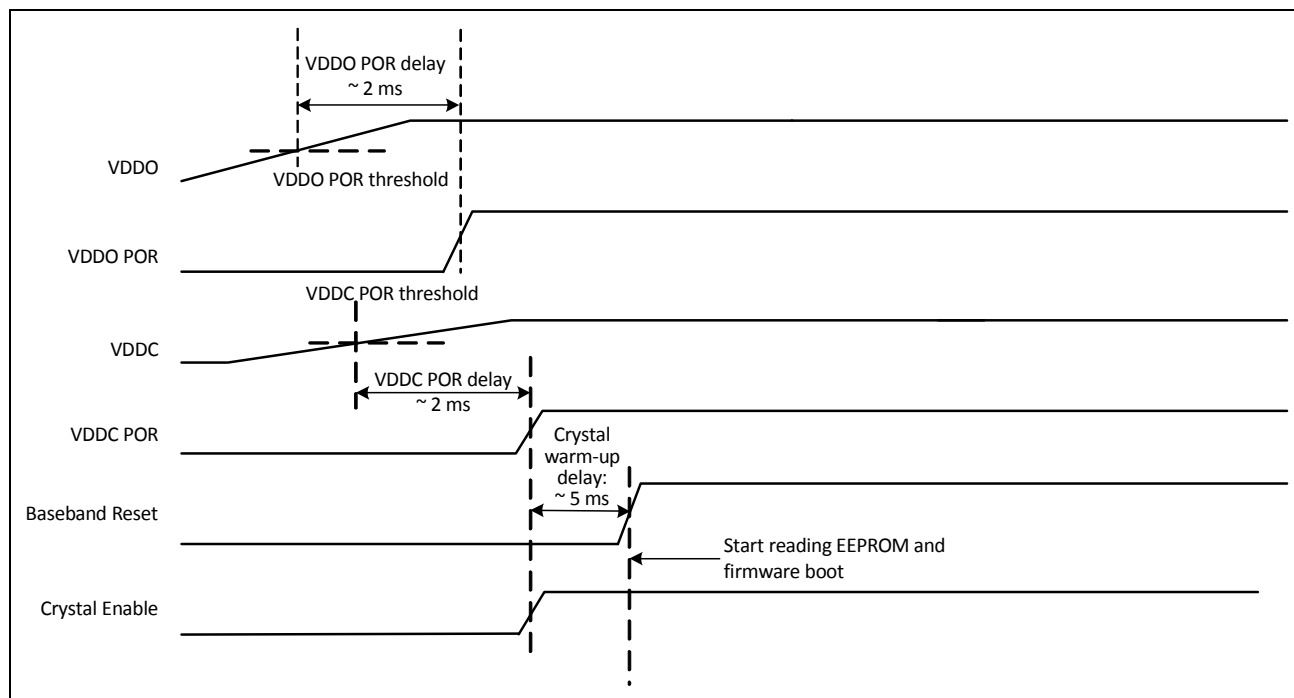 VDDO POR delay
~ 2 ms
VDDO
VDDO POR threshold
VDDO POR
VDDC POR threshold
VDDC
VDDC POR delay
~ 2 ms
VDDC POR
Crystal
warm-up
delay:
~ 5 ms
Baseband Reset
Start reading EEPROM and
firmware boot
Crystal Enable